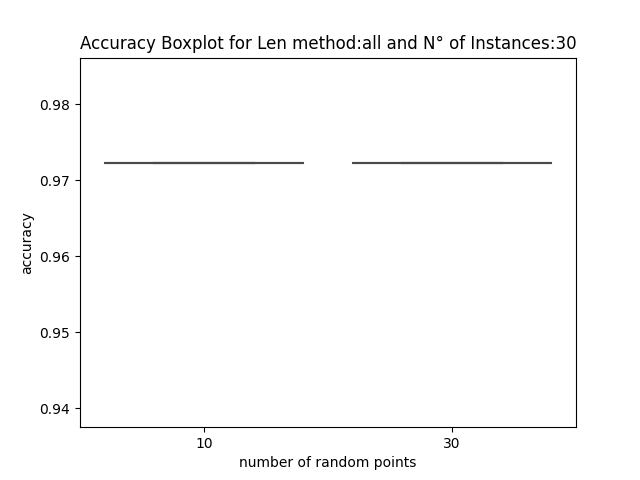 Accuracy Boxplot for Len method:all and N° of Instances:30
0.98
0.97
0.96
0.95
0.94
accuracy
10 30
number of random points